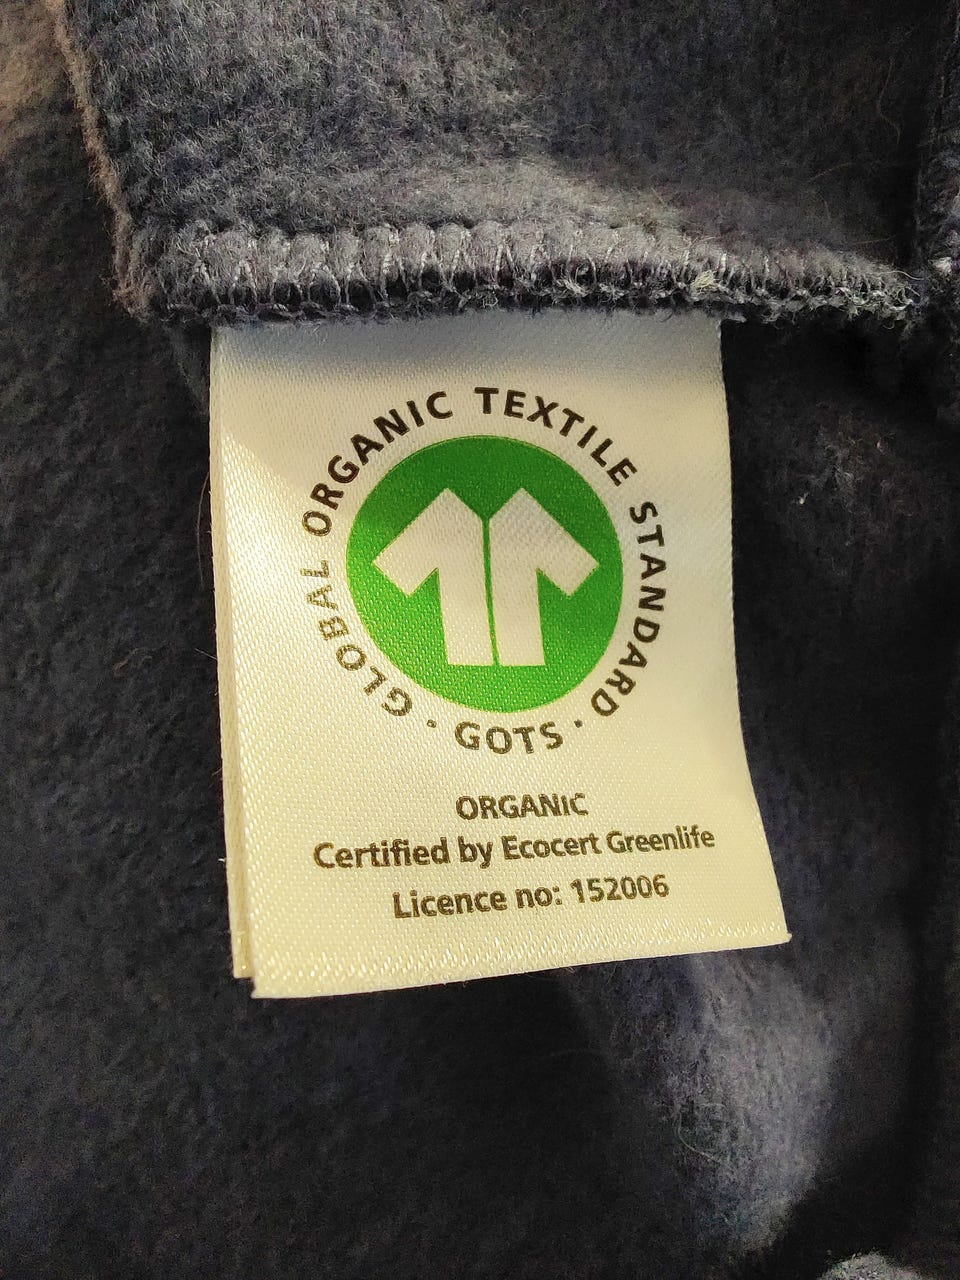 GLOBAL ORGANIC TEXTILE STANDARD · GOTS ·
ORGANIC
Certified by Ecocert Greenlife
Licence no: 152006